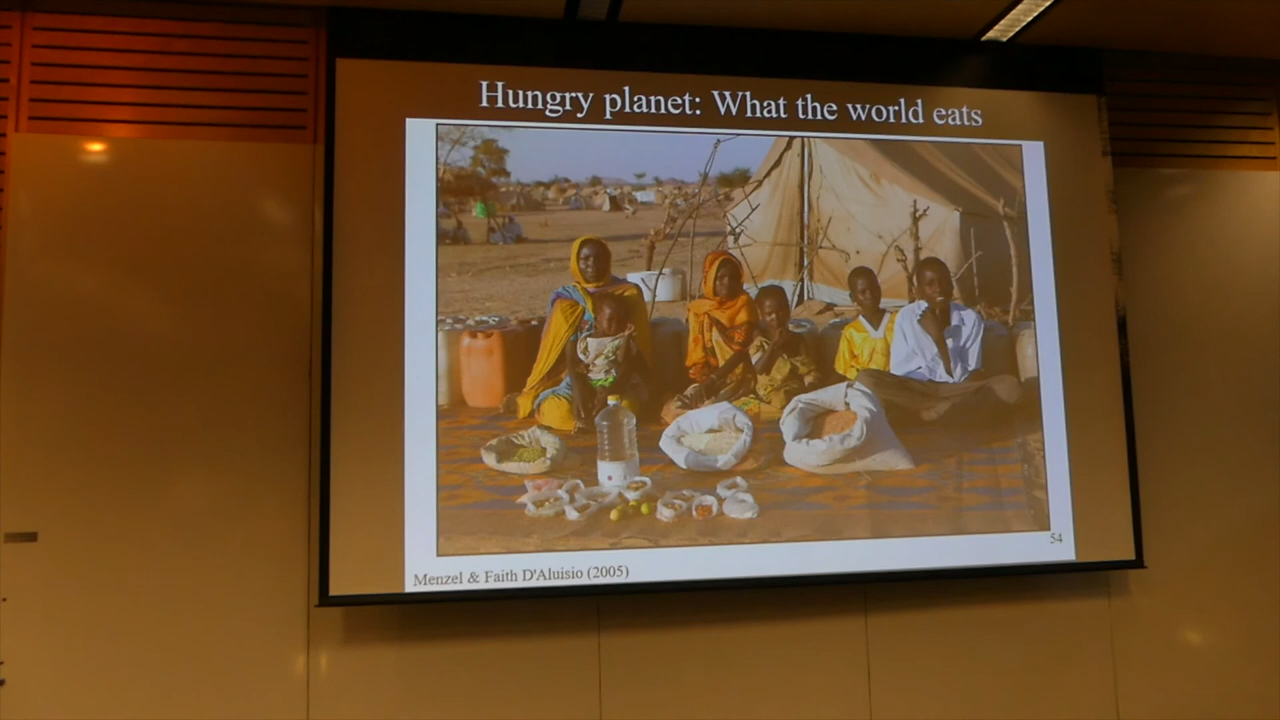 Hungry planet: What the world eats
54
Menzel & Faith D'Aluisio (2005)